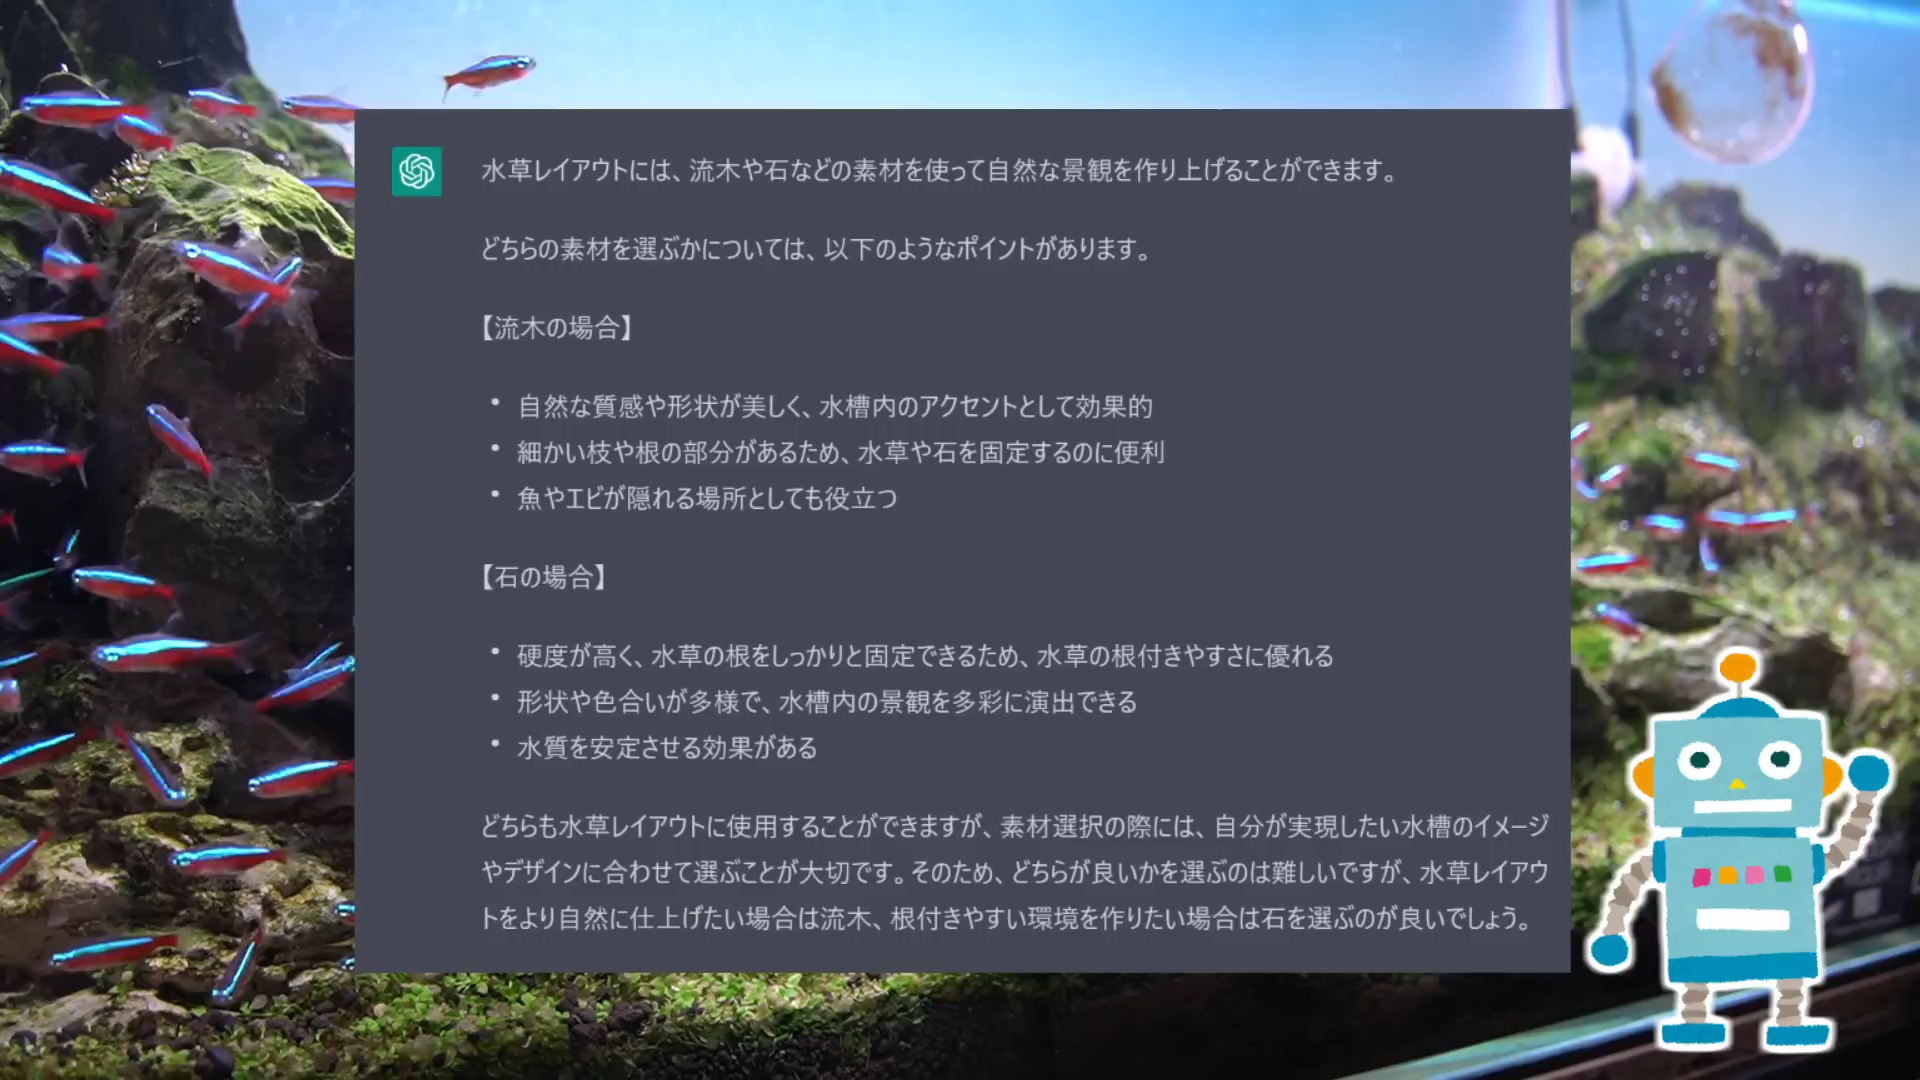 水草レイアウトには、流木や石などの素材を使って自然な景観を作り上げることができます。
どちらの素材を選ぶかについては、以下のようなポイントがあります。
【流木の場合】
• 自然な質感や形状が美しく、水槽内のアクセントとして効果的
• 細かい枝や根の部分があるため、水草や石を固定するのに便利
• 魚やエビが隠れる場所としても役立つ
【石の場合】
• 硬度が高く、水草の根をしっかりと固定できるため、水草の根付きやすさに優れる
• 形状や色合いが多様で、水槽内の景観を多彩に演出できる
• 水質を安定させる効果がある
どちらも水草レイアウトに使用することができますが、素材選択の際には、自分が実現したい水槽のイメージ
やデザインに合わせて選ぶことが大切です。そのため、どちらが良いかを選ぶのは難しいですが、水草レイアウ
トをより自然に仕上げたい場合は流木、根付きやすい環境を作りたい場合は石を選ぶのが良いでしょう。